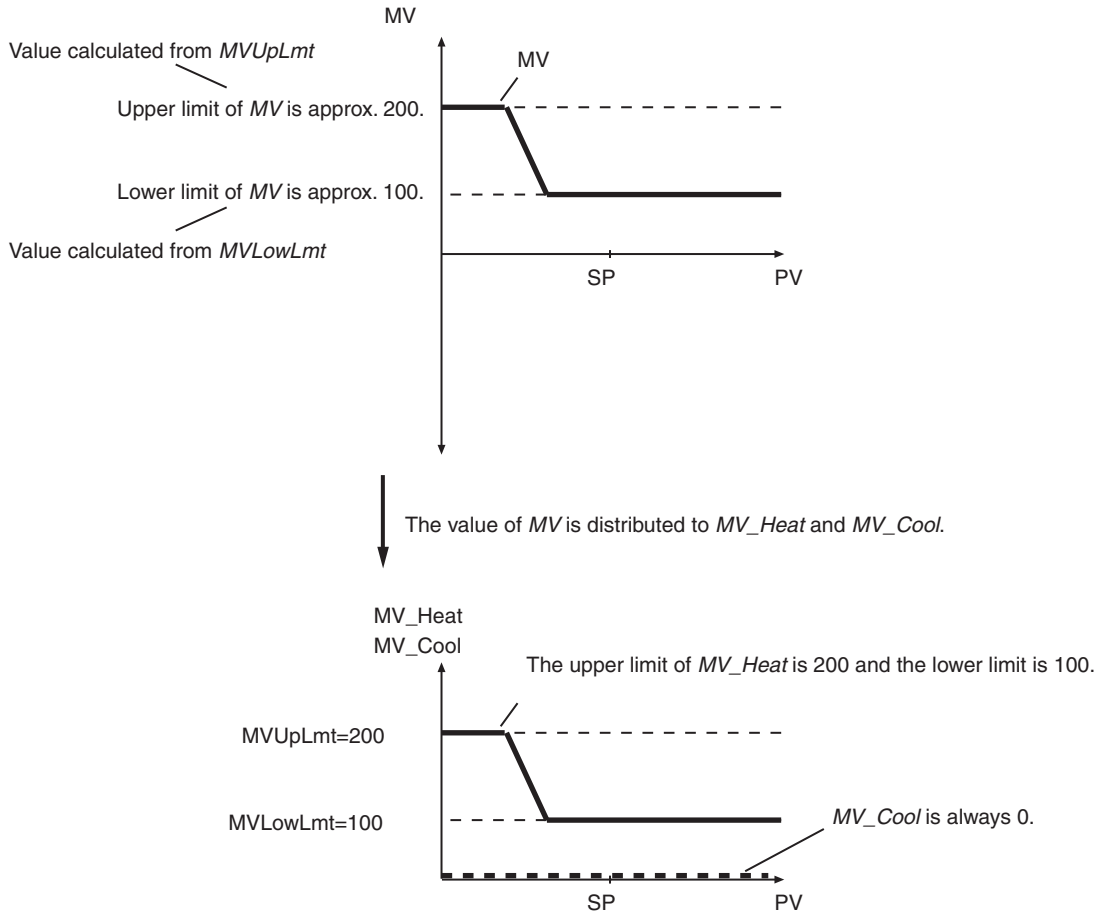 MV
Value calculated from MVUpLmt
MV
Upper limit of MV is approx. 200.
Lower limit of MV is approx. 100.
Value calculated from MVLowLmt
SP
PV
The value of MV is distributed to MV_Heat and MV_Cool.
MV_Heat
MV_Cool
The upper limit of MV_Heat is 200 and the lower limit is 100.
MVUpLmt=200
MVLowLmt=100
MV_Cool is always 0.
SP
PV